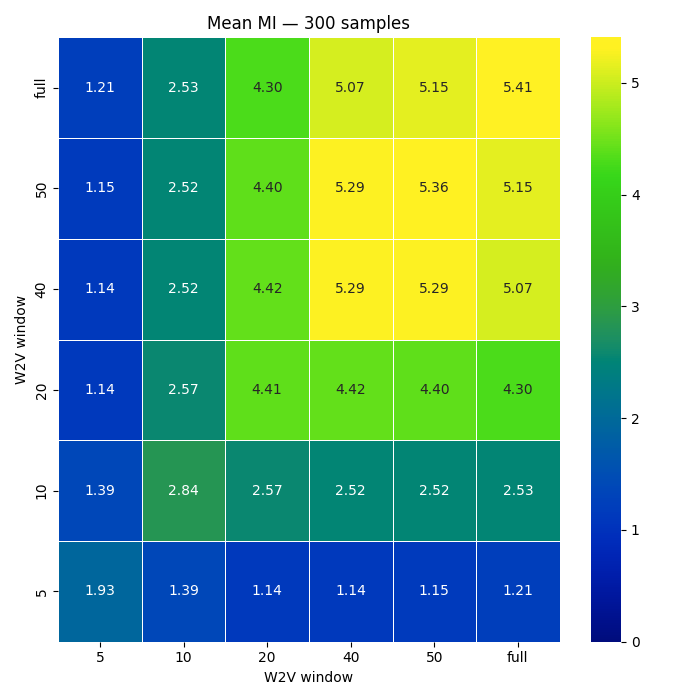 Mean MI — 300 samples
full 1.21 2.53 4.30 5.07 5.15 5.41
50 1.15 2.52 4.40 5.29 5.36 5.15
40 1.14 2.52 4.42 5.29 5.29 5.07
20 1.14 2.57 4.41 4.42 4.40 4.30
10 1.39 2.84 2.57 2.52 2.52 2.53
5 1.93 1.39 1.14 1.14 1.15 1.21
5 10 20 40 50 full
W2V window
W2V window
5
4
3
2
1
0